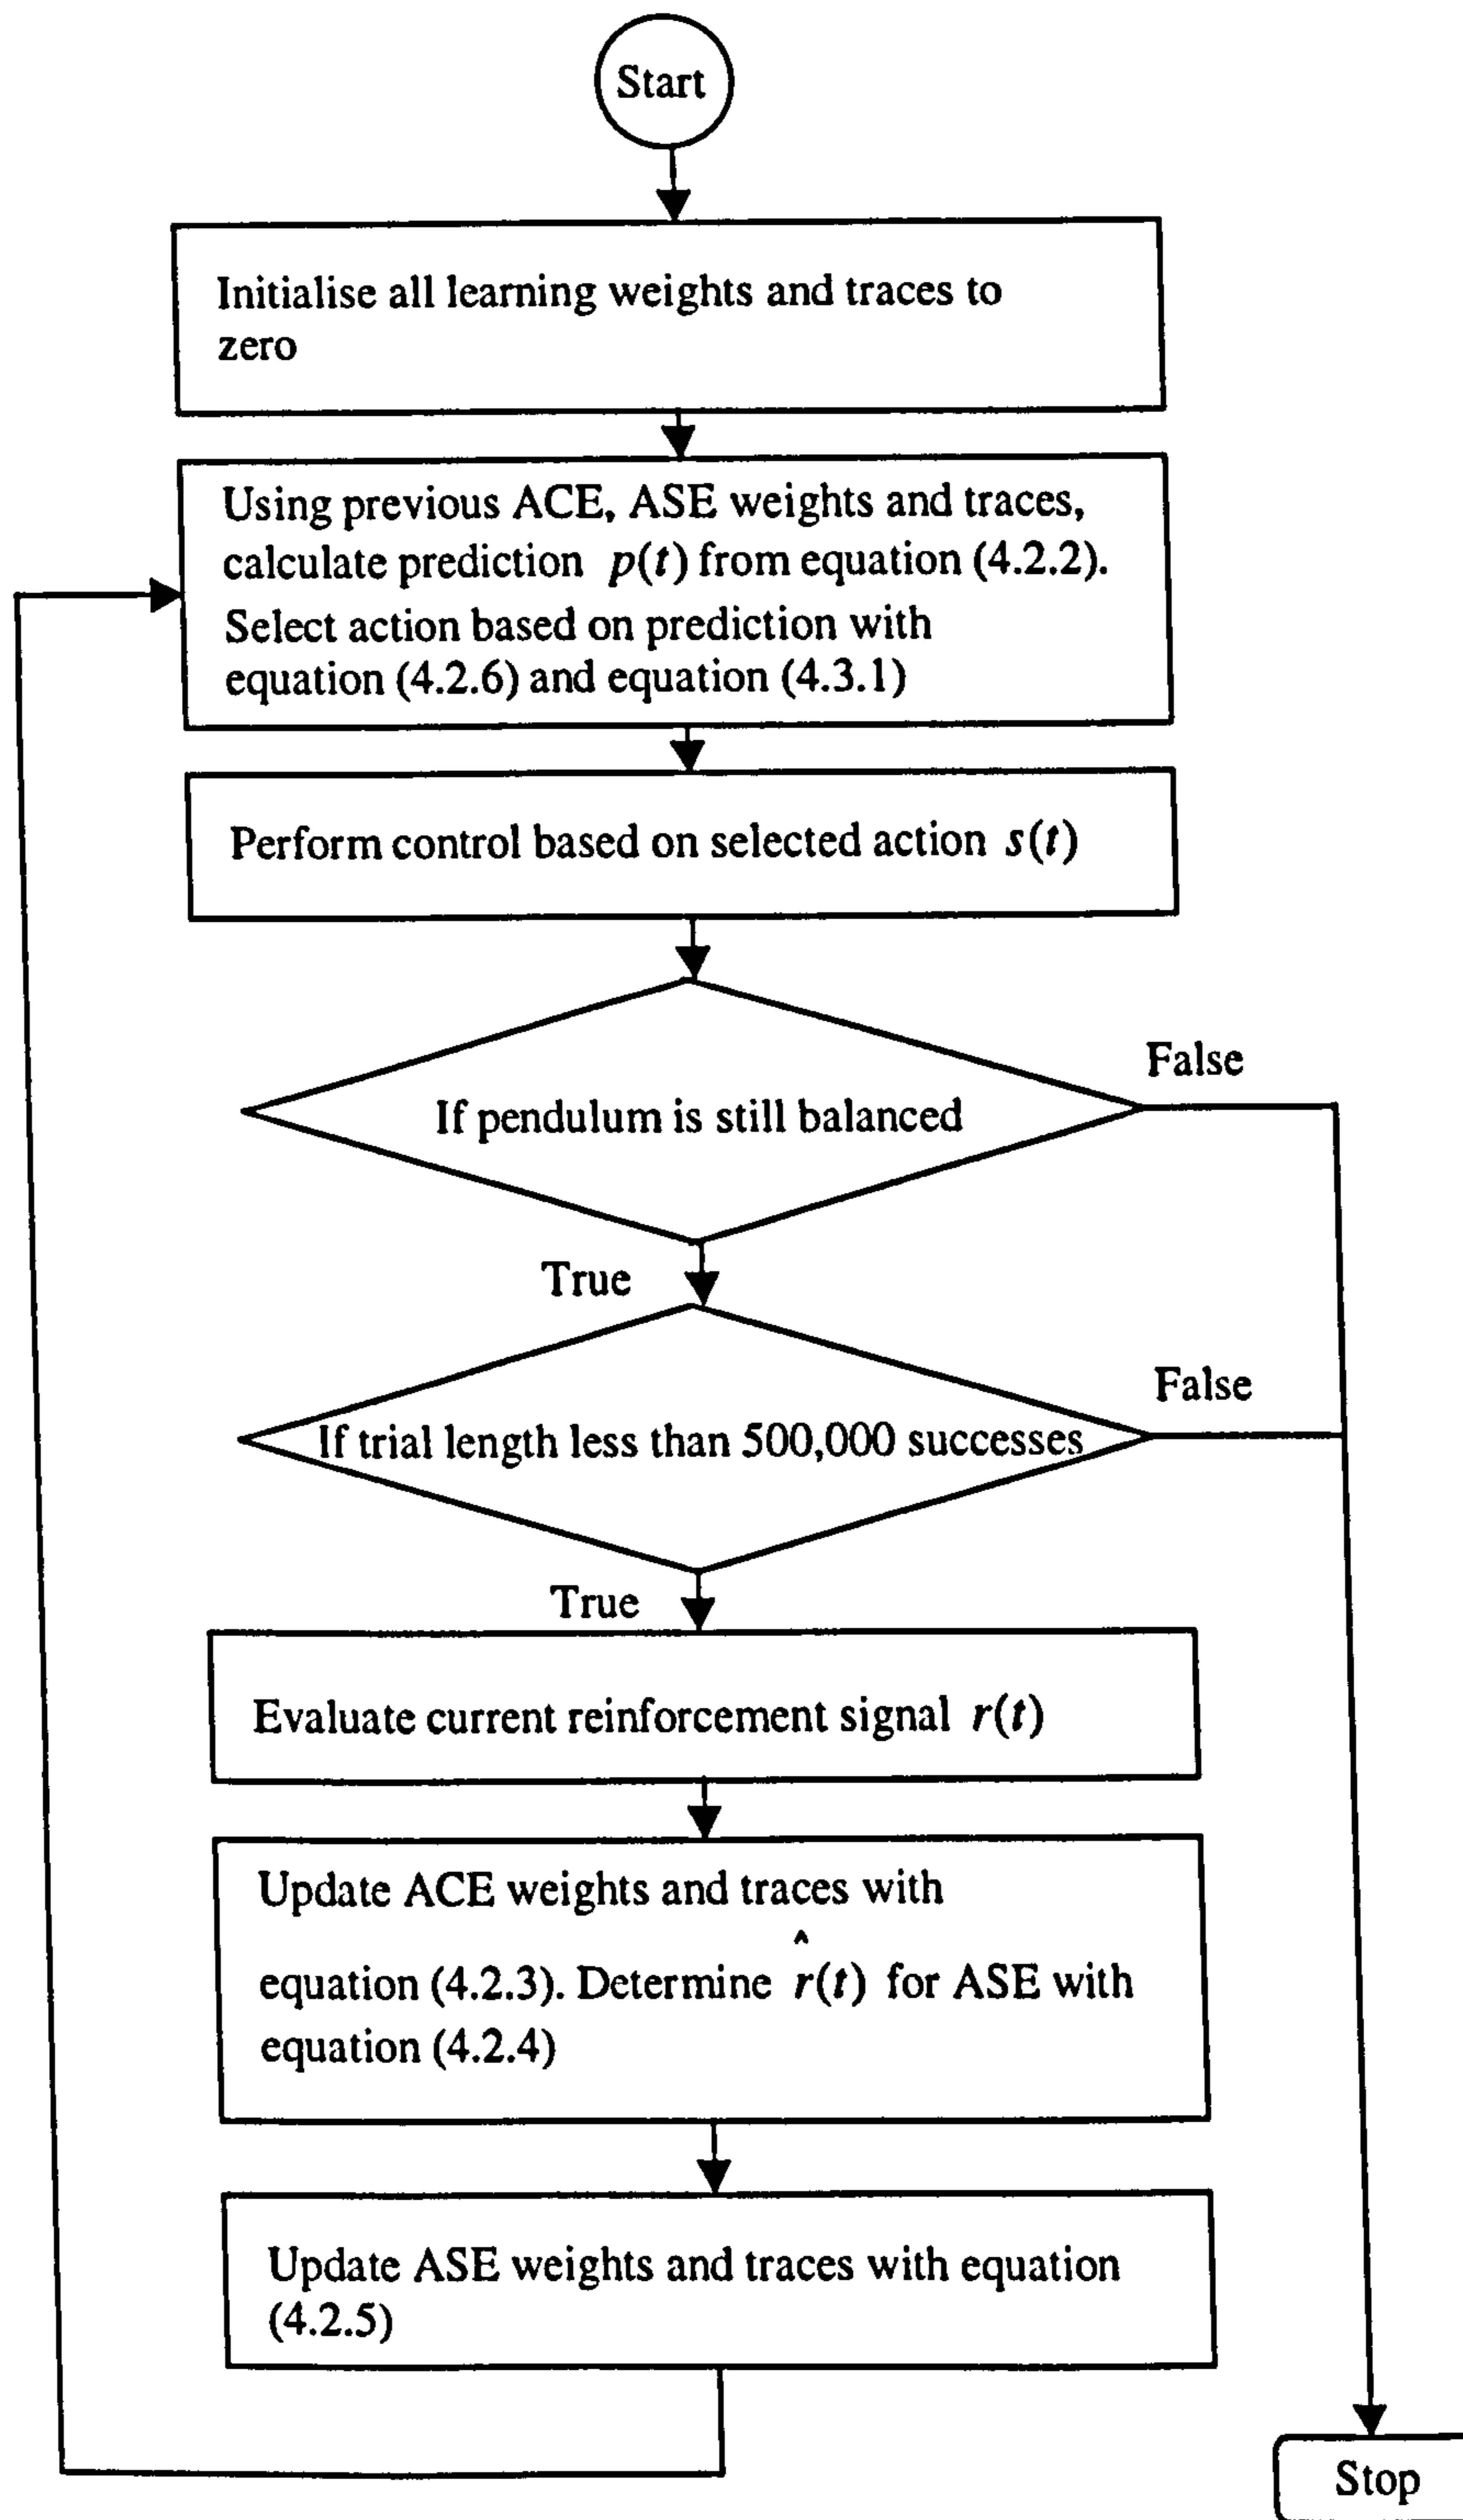 Start
Initialise all learning weights and traces to
zero
Using previous ACE, ASE weights and traces,
calculate prediction p(t) from equation (4.2.2).
Select action based on prediction with
equation (4.2.6) and equation (4.3.1)
Perform control based on selected action s(t)
False
If pendulum is still balanced
True
False
If trial length less than 500,000 successes
True
Evaluate current reinforcement signal r(t)
Update ACE weights and traces with
equation (4.2.3). Determine r̂(t) for ASE with
equation (4.2.4)
Update ASE weights and traces with equation
(4.2.5)
Stop